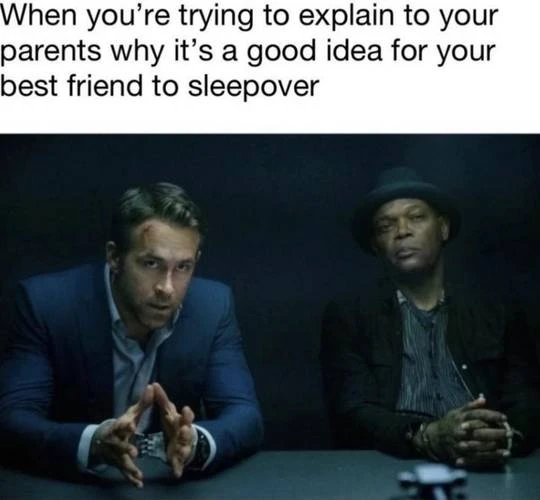 When you’re trying to explain to your
parents why it’s a good idea for your
best friend to sleepover